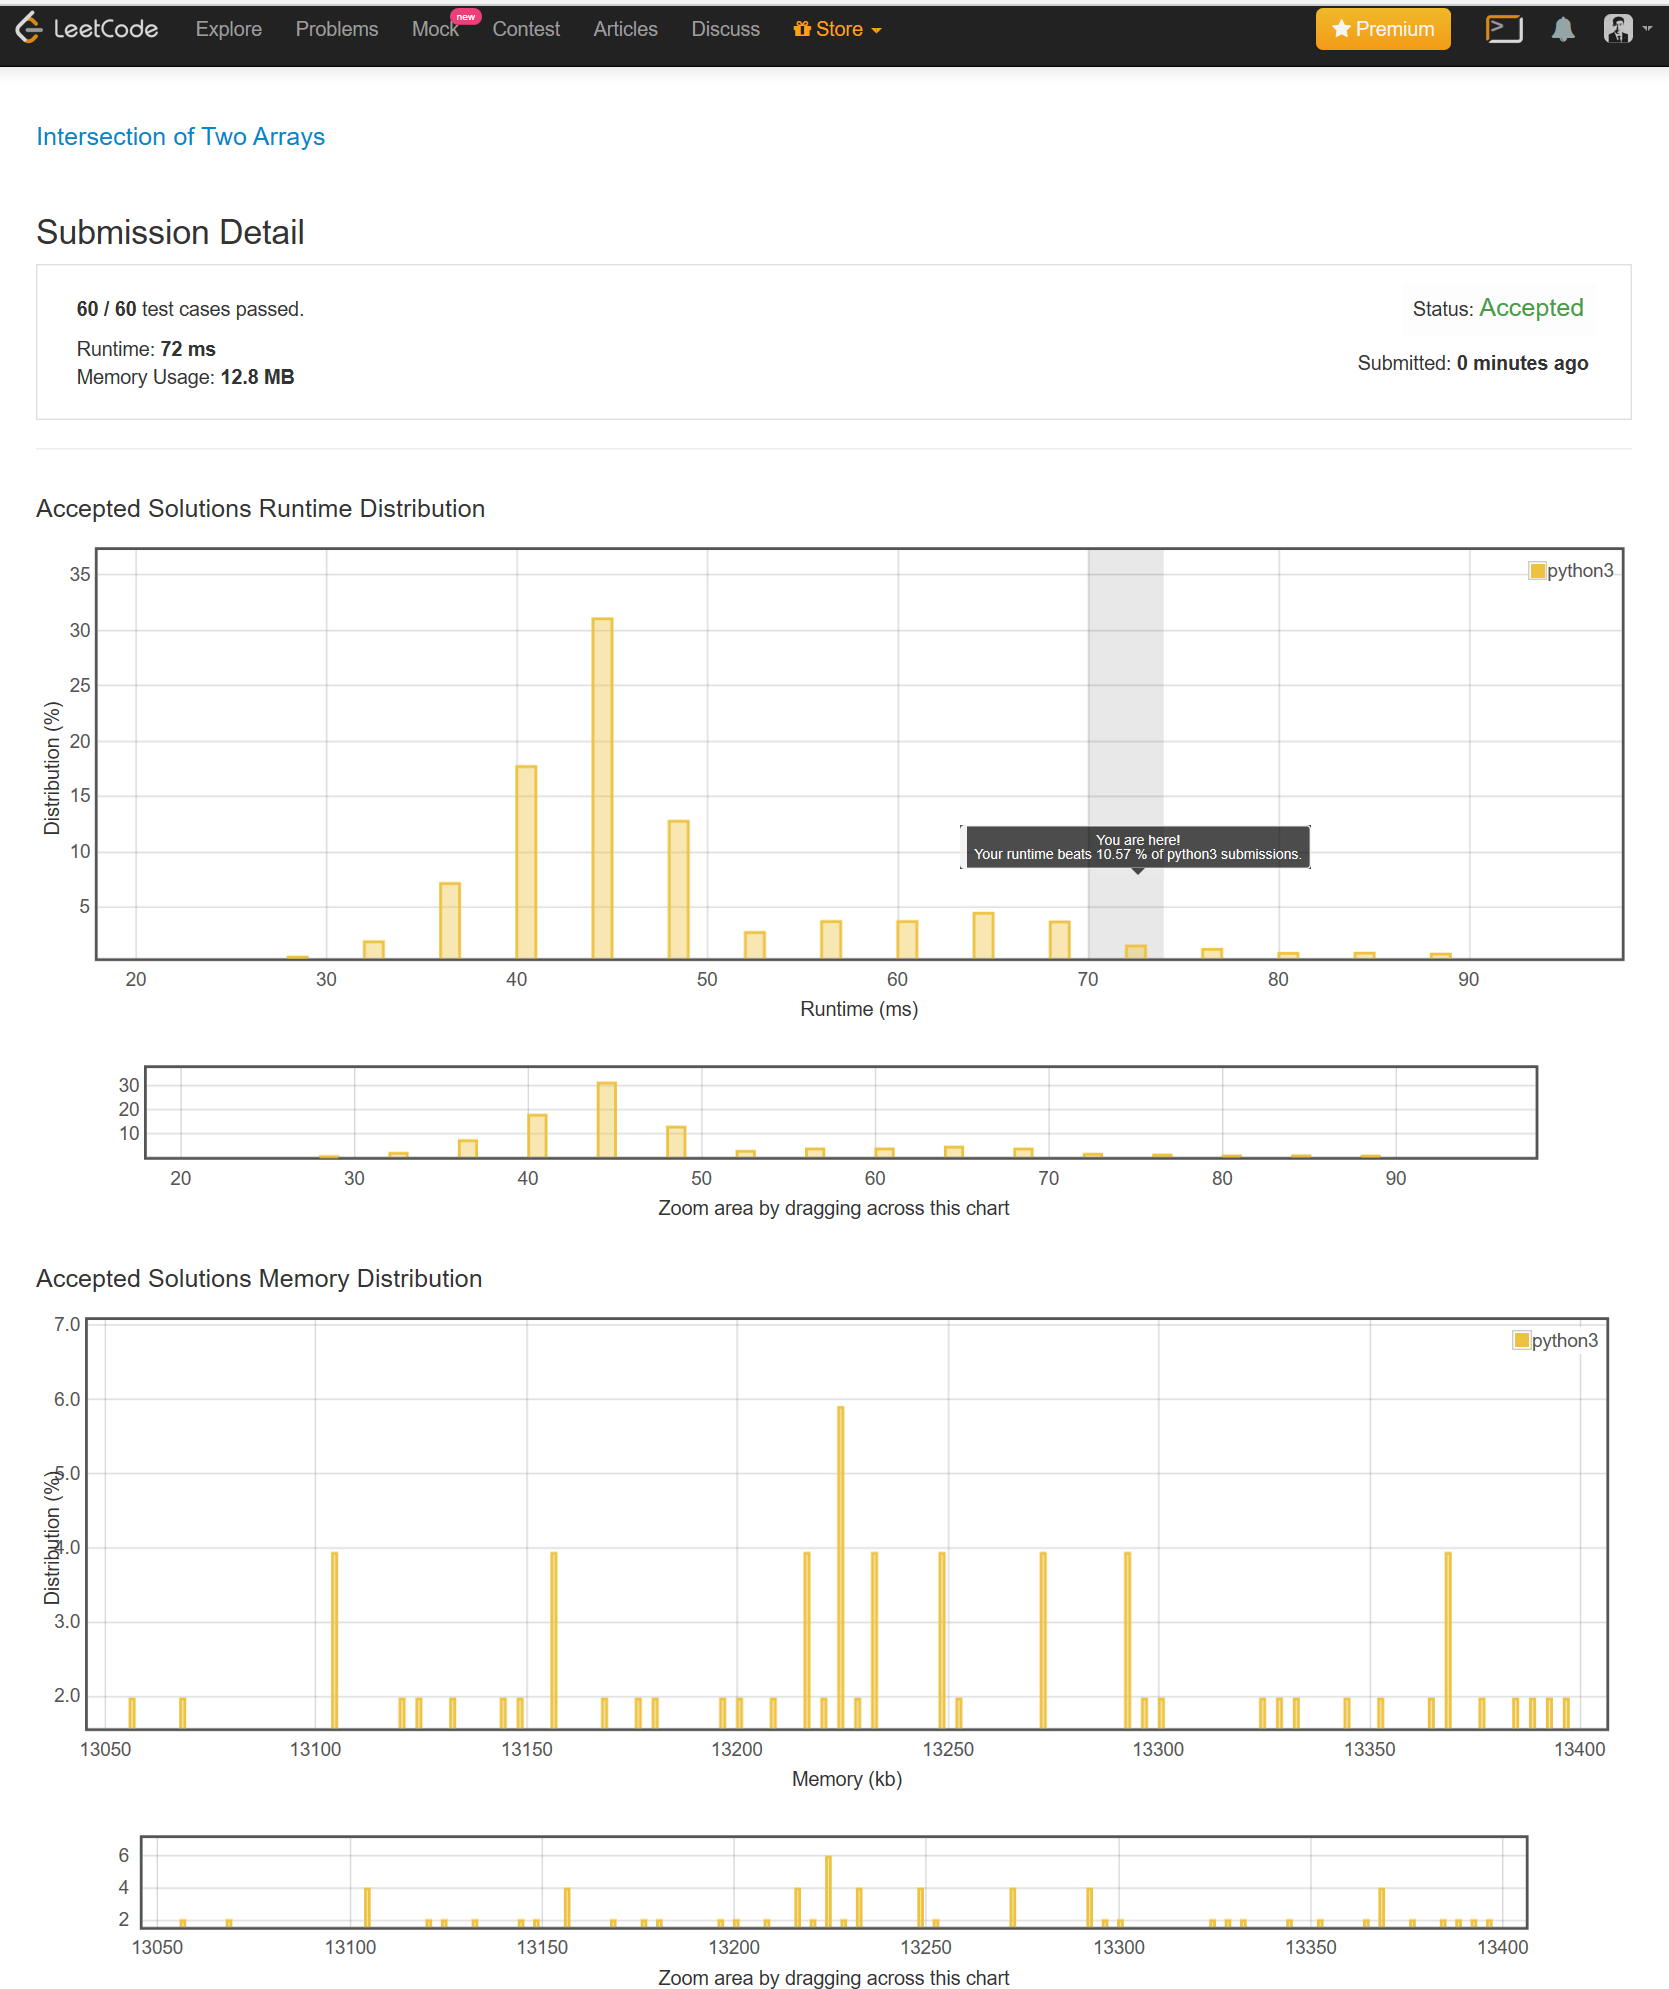 LeetCode Explore Problems Mock new Contest Articles Discuss Store Premium
Intersection of Two Arrays
Submission Detail
60 / 60 test cases passed.
Status: Accepted
Runtime: 72 ms
Memory Usage: 12.8 MB
Submitted: 0 minutes ago
Accepted Solutions Runtime Distribution
python3
35
30
25
20
15
10
5
Distribution (%)
You are here!
Your runtime beats 10.57 % of python3 submissions.
20 30 40 50 60 70 80 90
Runtime (ms)
30
20
10
20 30 40 50 60 70 80 90
Zoom area by dragging across this chart
Accepted Solutions Memory Distribution
python3
7.0
6.0
5.0
4.0
3.0
2.0
Distribution (%)
13050 13100 13150 13200 13250 13300 13350 13400
Memory (kb)
6
4
2
13050 13100 13150 13200 13250 13300 13350 13400
Zoom area by dragging across this chart